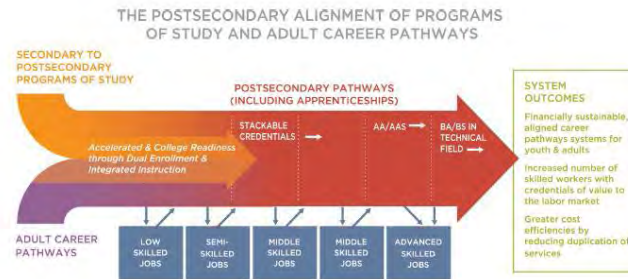 THE POSTSECONDARY ALIGNMENT OF PROGRAMS
OF STUDY AND ADULT CAREER PATHWAYS
SECONDARY TO
POSTSECONDARY
PROGRAMS OF STUDY
POSTSECONDARY PATHWAYS
(INCLUDING APPRENTICESHIPS)
STACKABLE
CREDENTIALS
AA/AAS
BA/BS IN
TECHNICAL
FIELD
Accelerated & College Readiness
through Dual Enrollment &
Integrated Instruction
ADULT CAREER
PATHWAYS
LOW
SKILLED
JOBS
SEMI-
SKILLED
JOBS
MIDDLE
SKILLED
JOBS
MIDDLE
SKILLED
JOBS
ADVANCED
SKILLED
JOBS
SYSTEM
OUTCOMES
Financially sustainable,
aligned career
pathways systems for
youth & adults
Increased number of
skilled workers with
credentials of value to
the labor market
Greater cost
efficiencies by
reducing duplication of
services